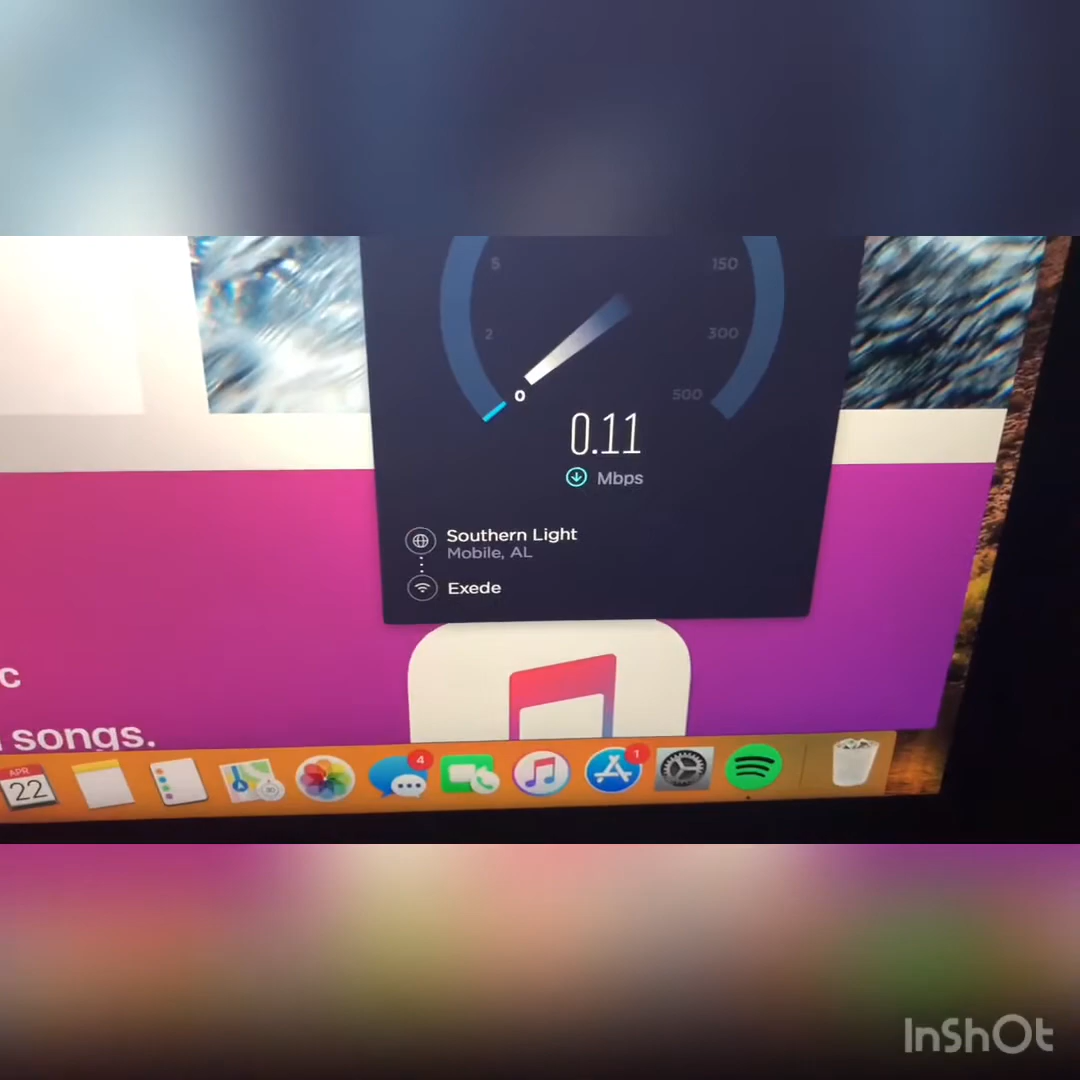 5
150
2
300
0
500
0.11
Mbps
Southern Light
Mobile, AL
Exede
c
songs.
APR
22
4
1
InShOt